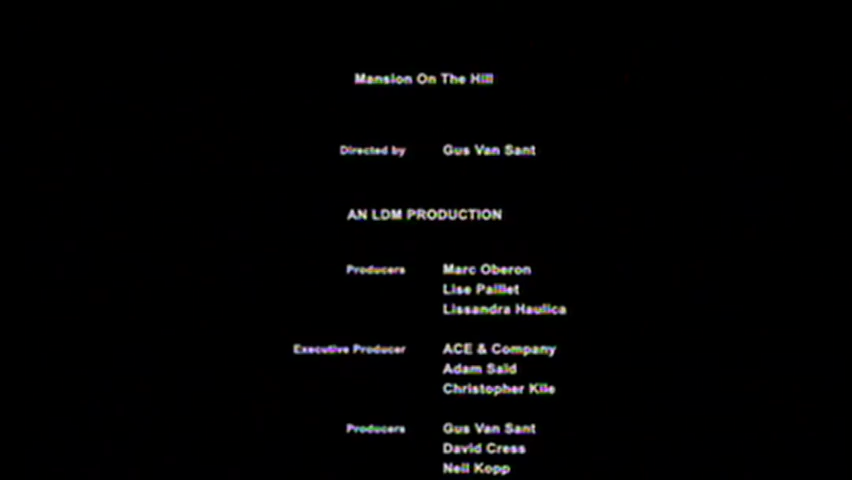 Mansion On The Hill
Directed by Gus Van Sant
AN LDM PRODUCTION
Producers Marc Oberon
Lise Paillet
Lissandra Haulica
Executive Producer ACE & Company
Adam Said
Christopher Kile
Producers Gus Van Sant
David Cress
Neil Kopp